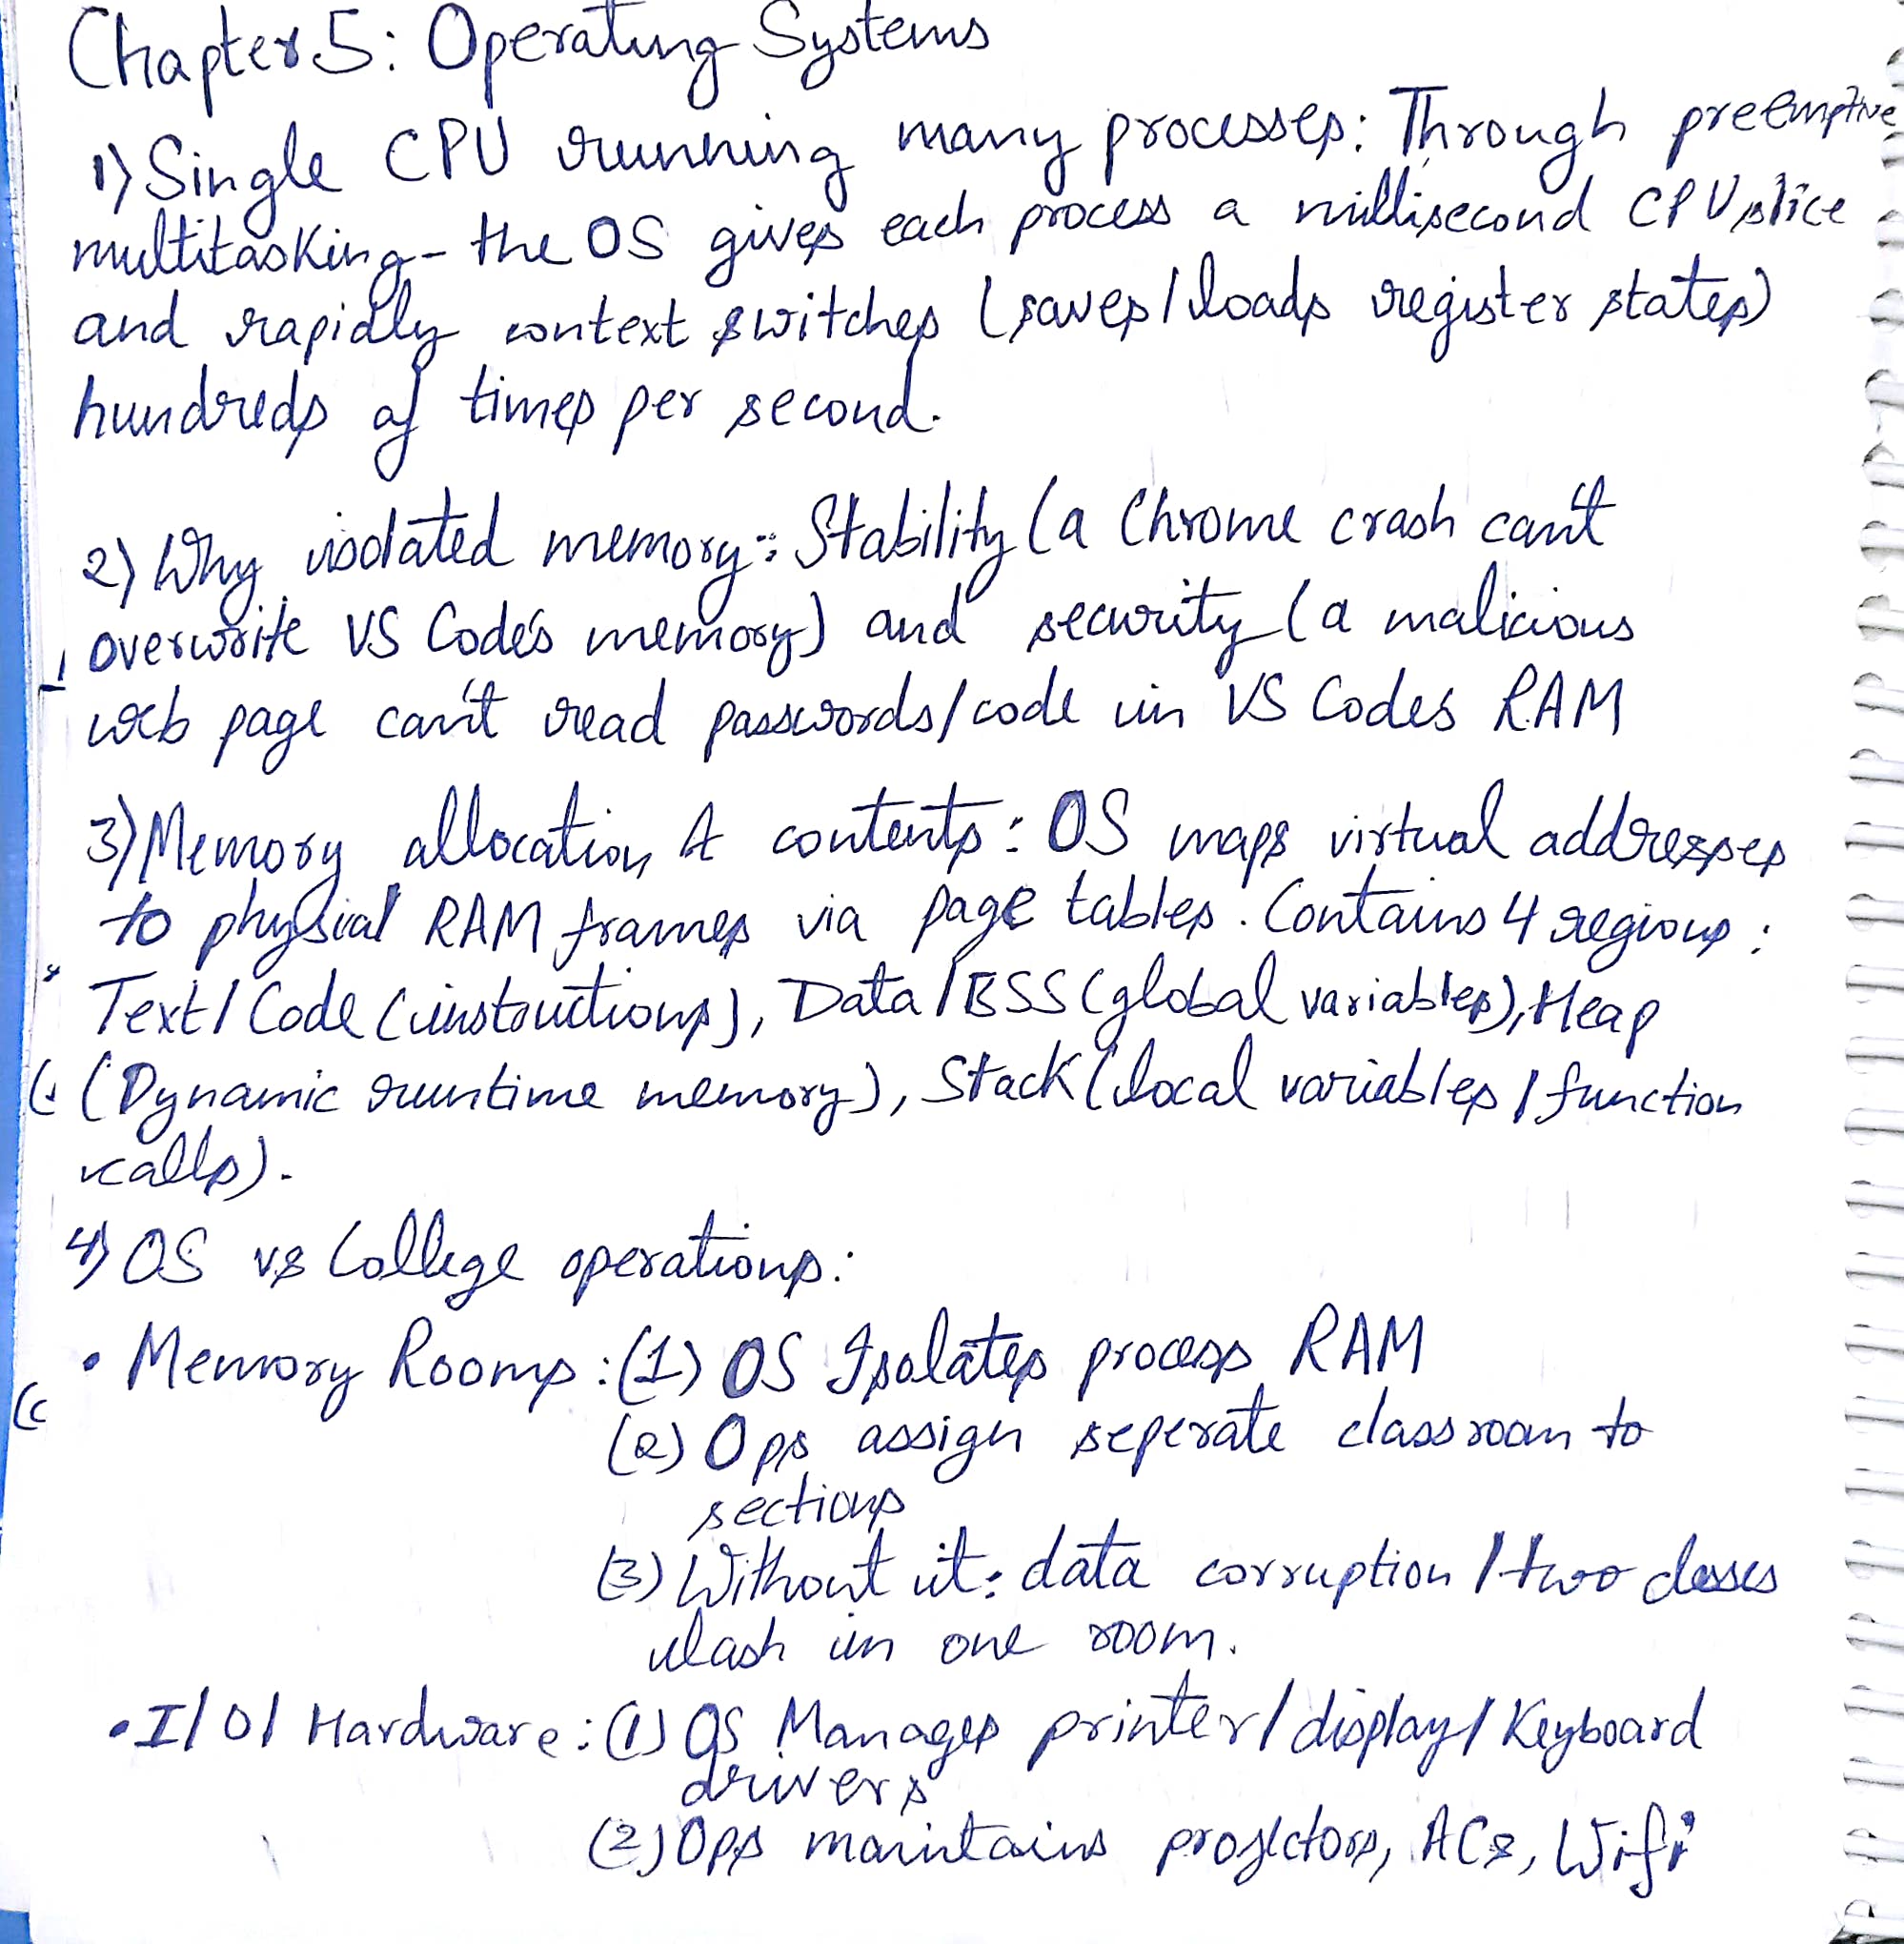 Chapter 5: Operating Systems
1) Single CPU running many processes: Through preemptive
multitasking - the OS gives each process a millisecond CPU slice
and rapidly context switches (saves/loads register states)
hundreds of times per second.
2) Why isolated memory: Stability (a Chrome crash can't
overwrite VS Code's memory) and security (a malicious
web page can't read passwords/code in VS Codes RAM
3) Memory allocation & contents: OS maps virtual addresses
to physical RAM frames via page tables. Contains 4 regions:
Text/Code (instructions), Data/BSS (global variables), Heap
(Dynamic runtime memory), Stack (local variables/function
calls).
4) OS vs College operations:
• Memory Rooms: (1) OS Isolates process RAM
(2) Ops assign seperate classroom to
sections
(3) Without it: data corruption/two classes
clash in one room.
• I/O/ Hardware: (1) OS Manages printer/display/Keyboard
drivers
(2) Ops maintains projectors, ACs, Wifi